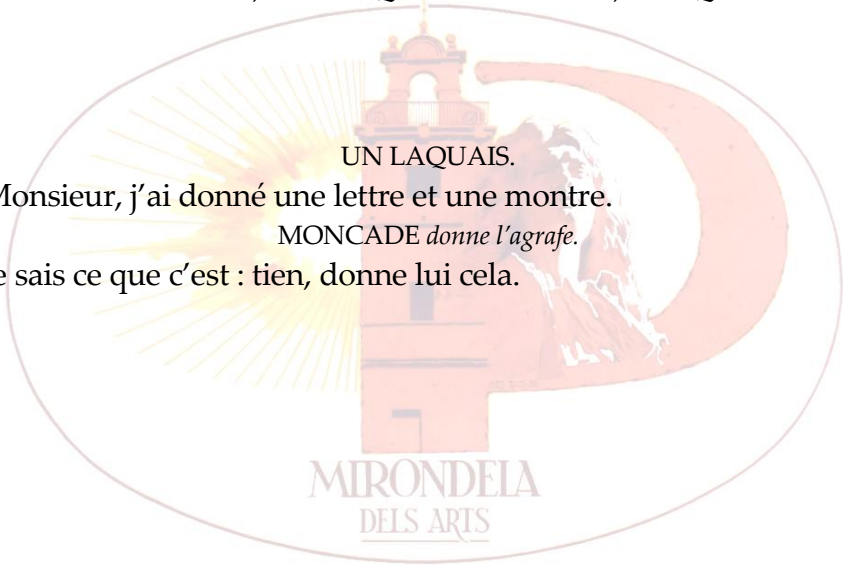 UN LAQUAIS.
Monsieur, j'ai donné une lettre et une montre.
MONCADE donne l'agrafe.
e sais ce que c'est : tien, donne lui cela.
MIRONDELA
DELS ARTS